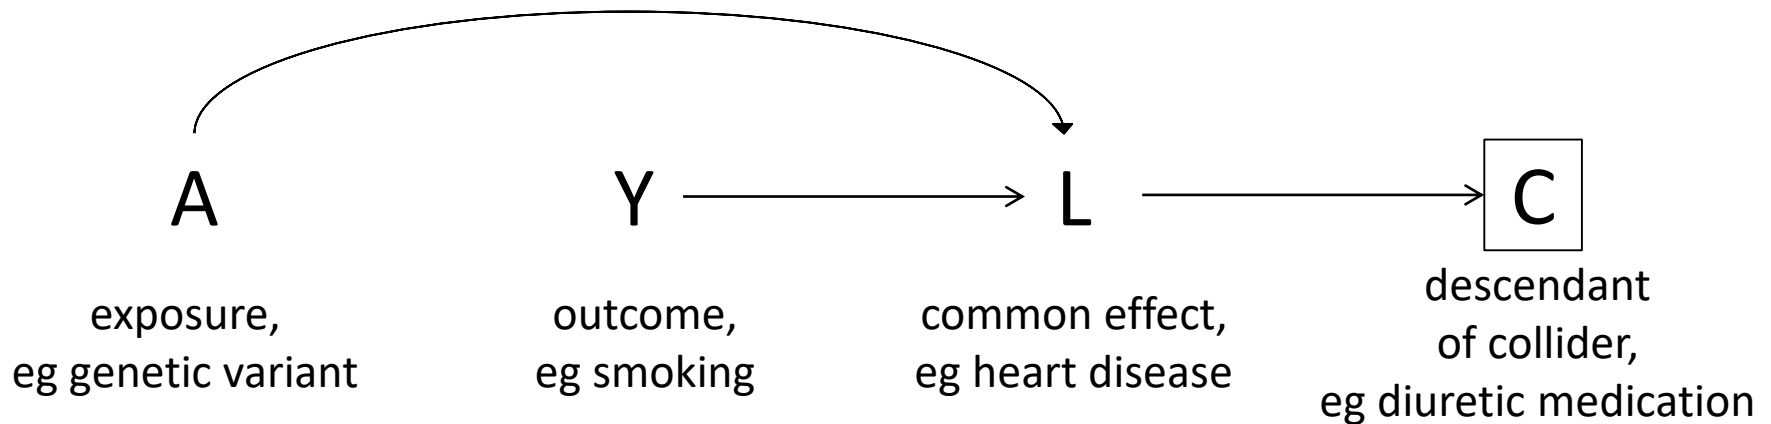 A
Y
L
C
exposure,
eg genetic variant
outcome,
eg smoking
common effect,
eg heart disease
descendant
of collider,
eg diuretic medication